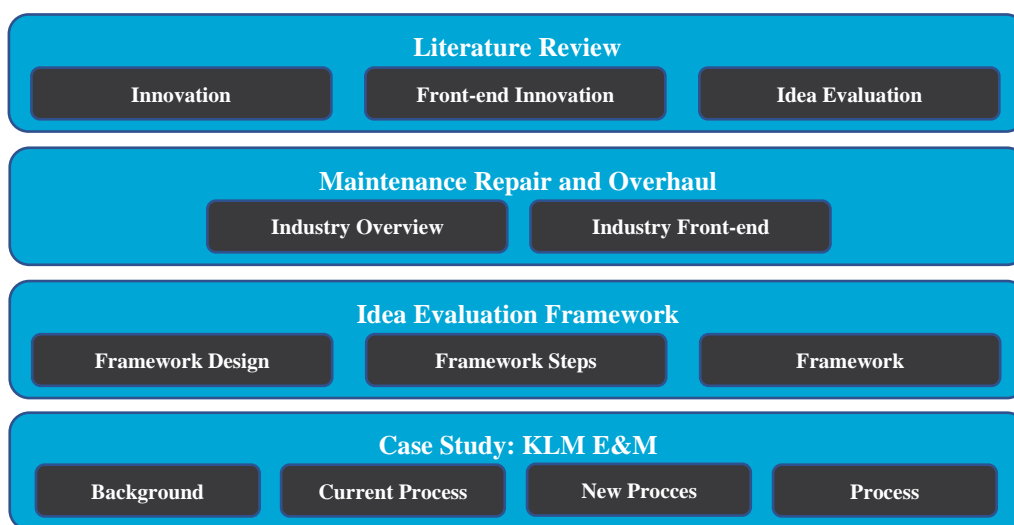 Literature Review
Innovation
Front-end Innovation
Idea Evaluation
Maintenance Repair and Overhaul
Industry Overview
Industry Front-end
Idea Evaluation Framework
Framework Design
Framework Steps
Framework
Case Study: KLM E&M
Background
Current Process
New Procces
Process